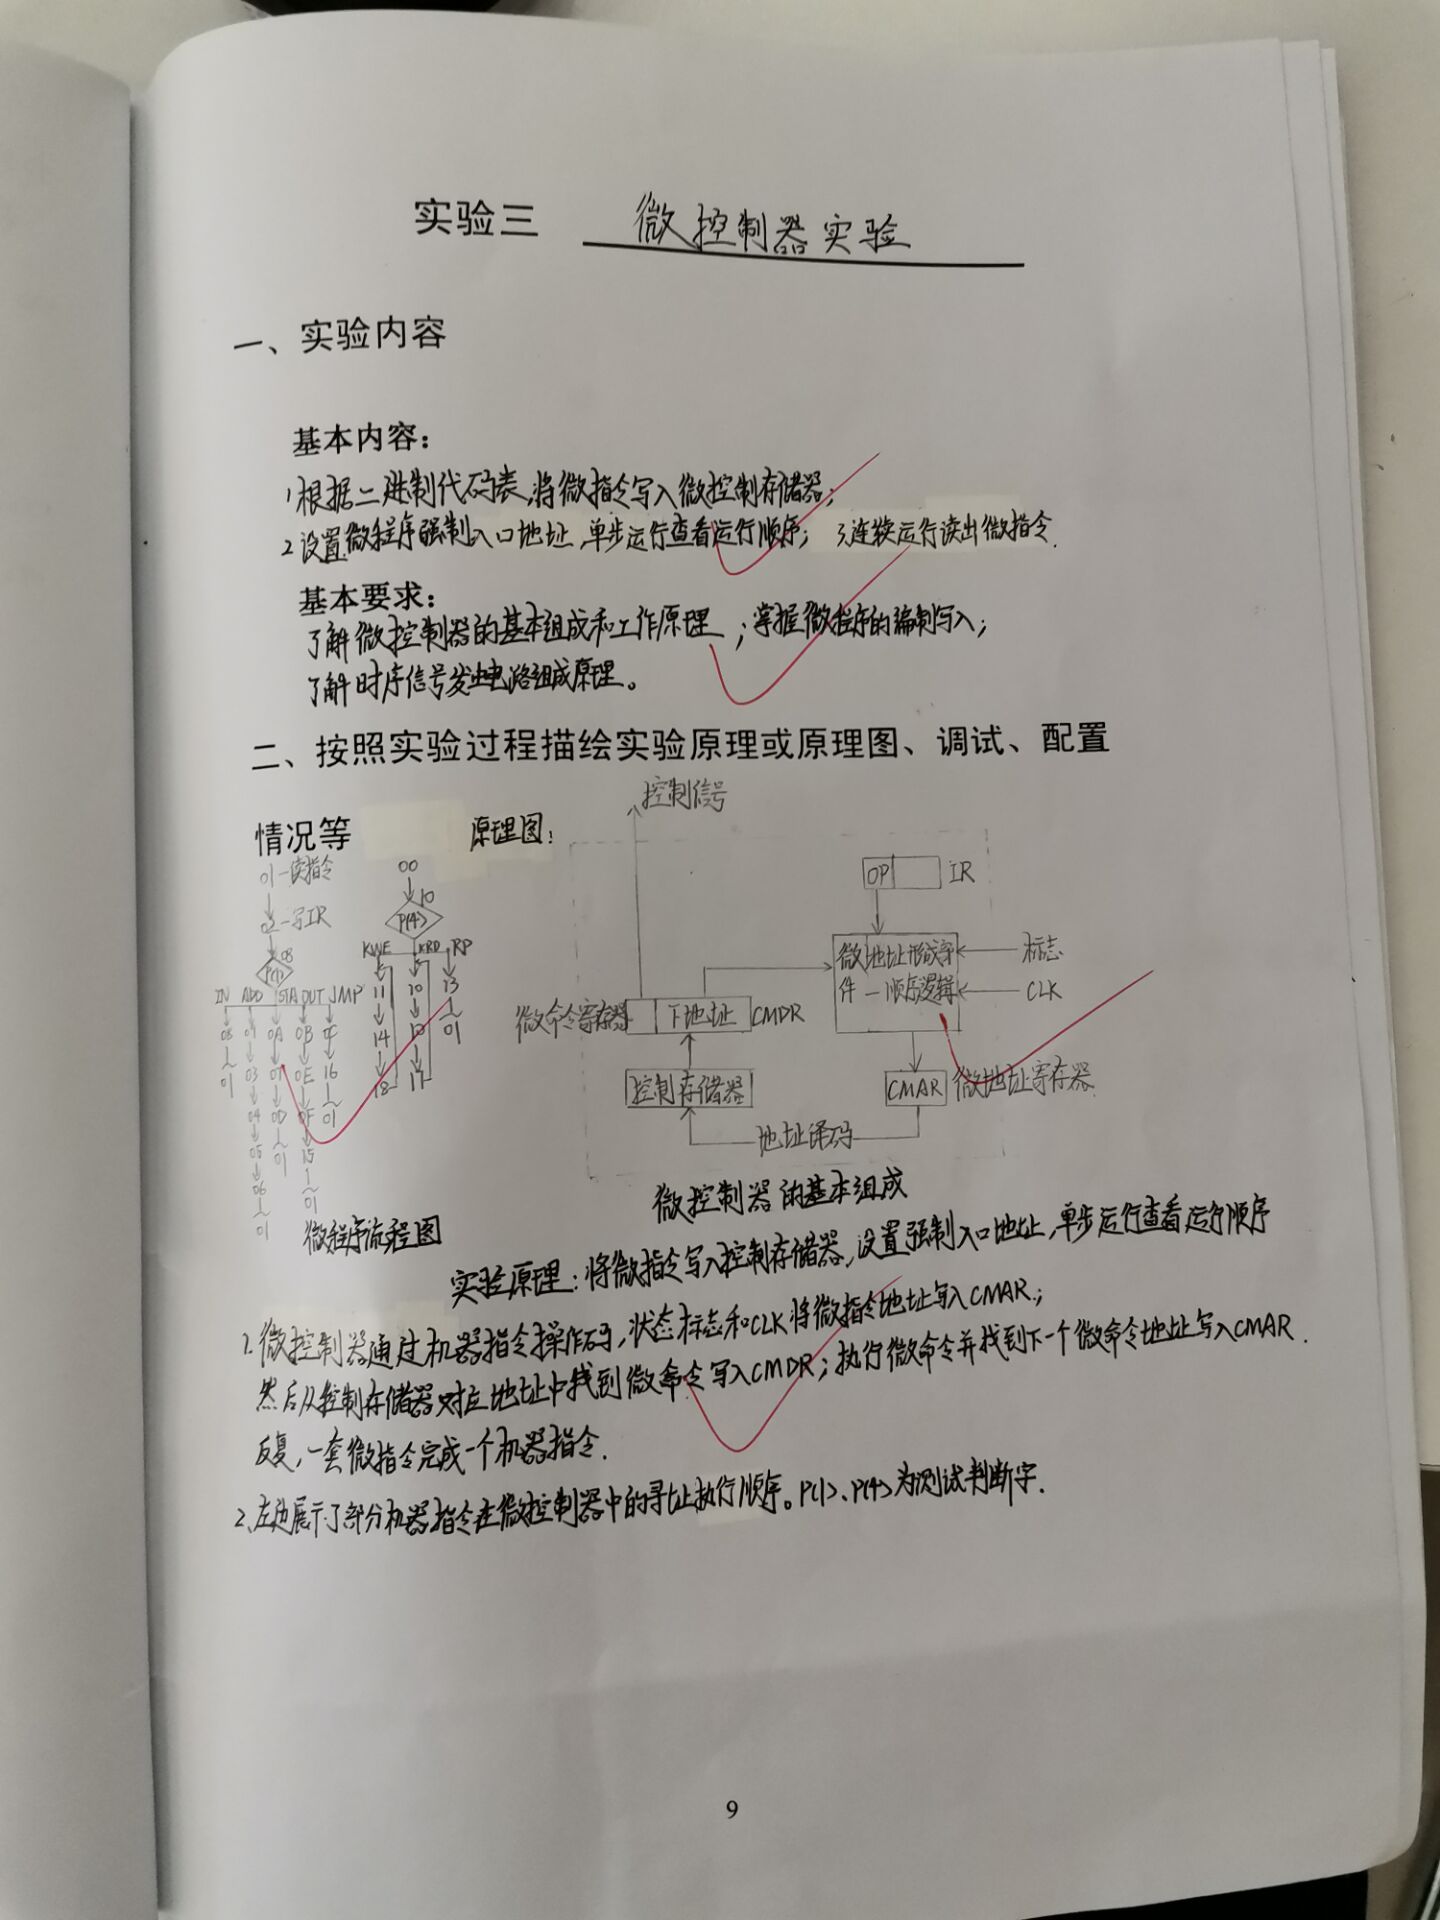 实验三 微控制器实验
一、实验内容
基本内容：
1根据二进制代码表,将微指令写入微控制存储器;
2设置微程序强制入口地址,单步运行查看运行顺序; 3.连续运行读出微指令.
基本要求：
了解微控制器的基本组成和工作原理;掌握微程序的编制写入;
了解时序信号发生电路组成原理。
二、按照实验过程描绘实验原理或原理图、调试、配置
情况等 原理图:
控制信号
01-读指令
02-写IR
08
P(1)
IN ADD STA OUT JMP
08 09 0A 0B 0C
01 03 07 0E 16
04 0D 0F 01
05 01 15
06 01
01
微程序流程图
00
10
P(4)
KWE KRD RP
11 10 13
14 01
18 17
OP IR
微地址形成字
件-顺序逻辑
标志
CLK
微命令寄存器 下地址 CMDR
控制存储器 CMAR 微地址寄存器
地址译码
微控制器的基本组成
实验原理:将微指令写入控制存储器,设置强制入口地址,单步运行查看运行顺序
1.微控制器通过机器指令操作码,状态标志和CLK将微指令地址写入CMAR;
然后从控制存储器对应地址中找到微命令写入CMDR;执行微命令并找到下一个微命令地址写入CMAR.
反复,一套微指令完成一个机器指令.
2、左边展示了部分机器指令在微控制器中的寻址执行顺序。P(1)、P(4)为测试判断字.
9